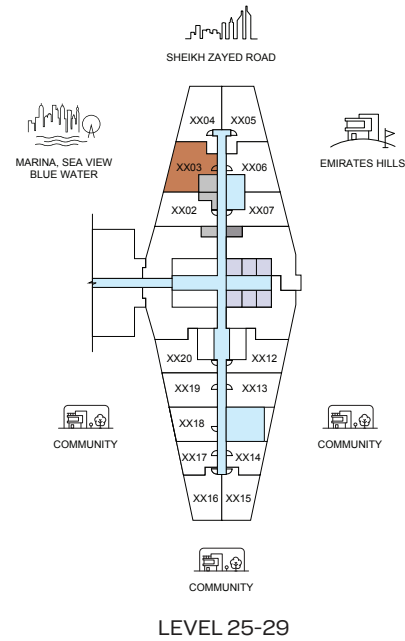 SHEIKH ZAYED ROAD
MARINA, SEA VIEW
BLUE WATER
EMIRATES HILLS
XX04
XX05
XX03
XX06
XX02
XX07
XX20
XX12
XX19
XX13
XX18
XX17
XX14
XX16
XX15
COMMUNITY
COMMUNITY
COMMUNITY
LEVEL 25-29